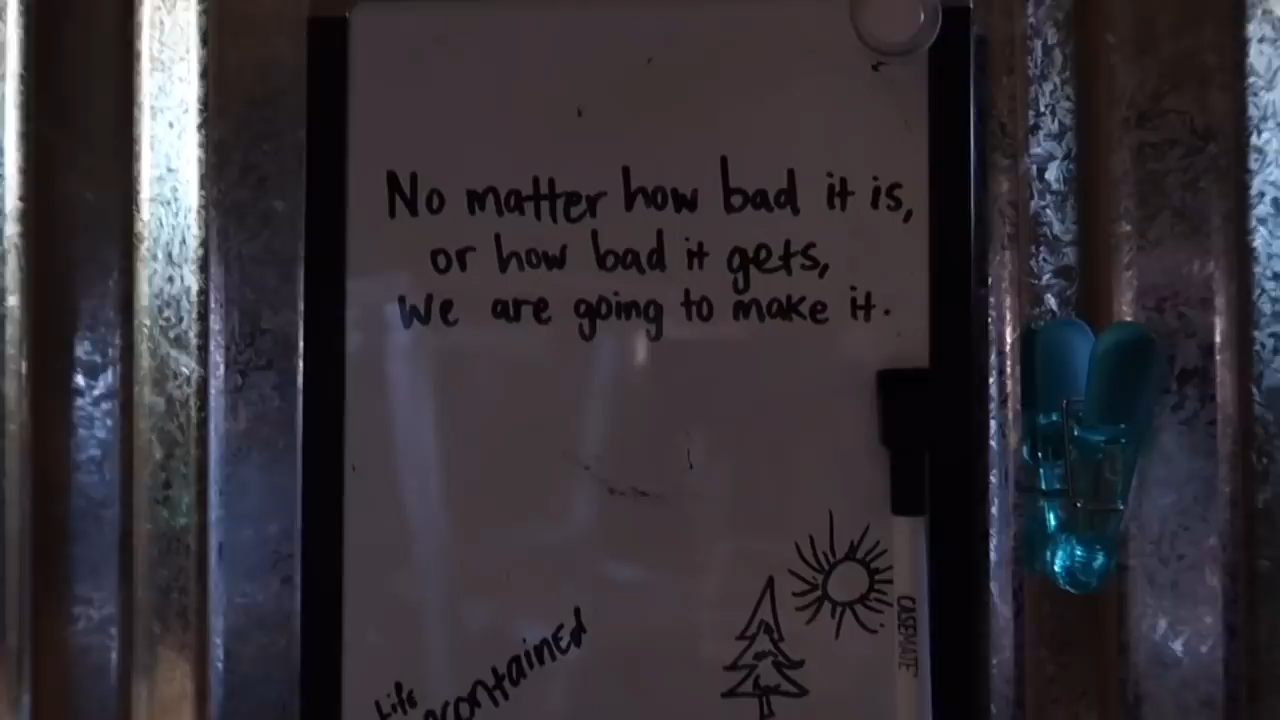 No matter how bad it is,
or how bad it gets,
we are going to make it.
CASEMATE
Life